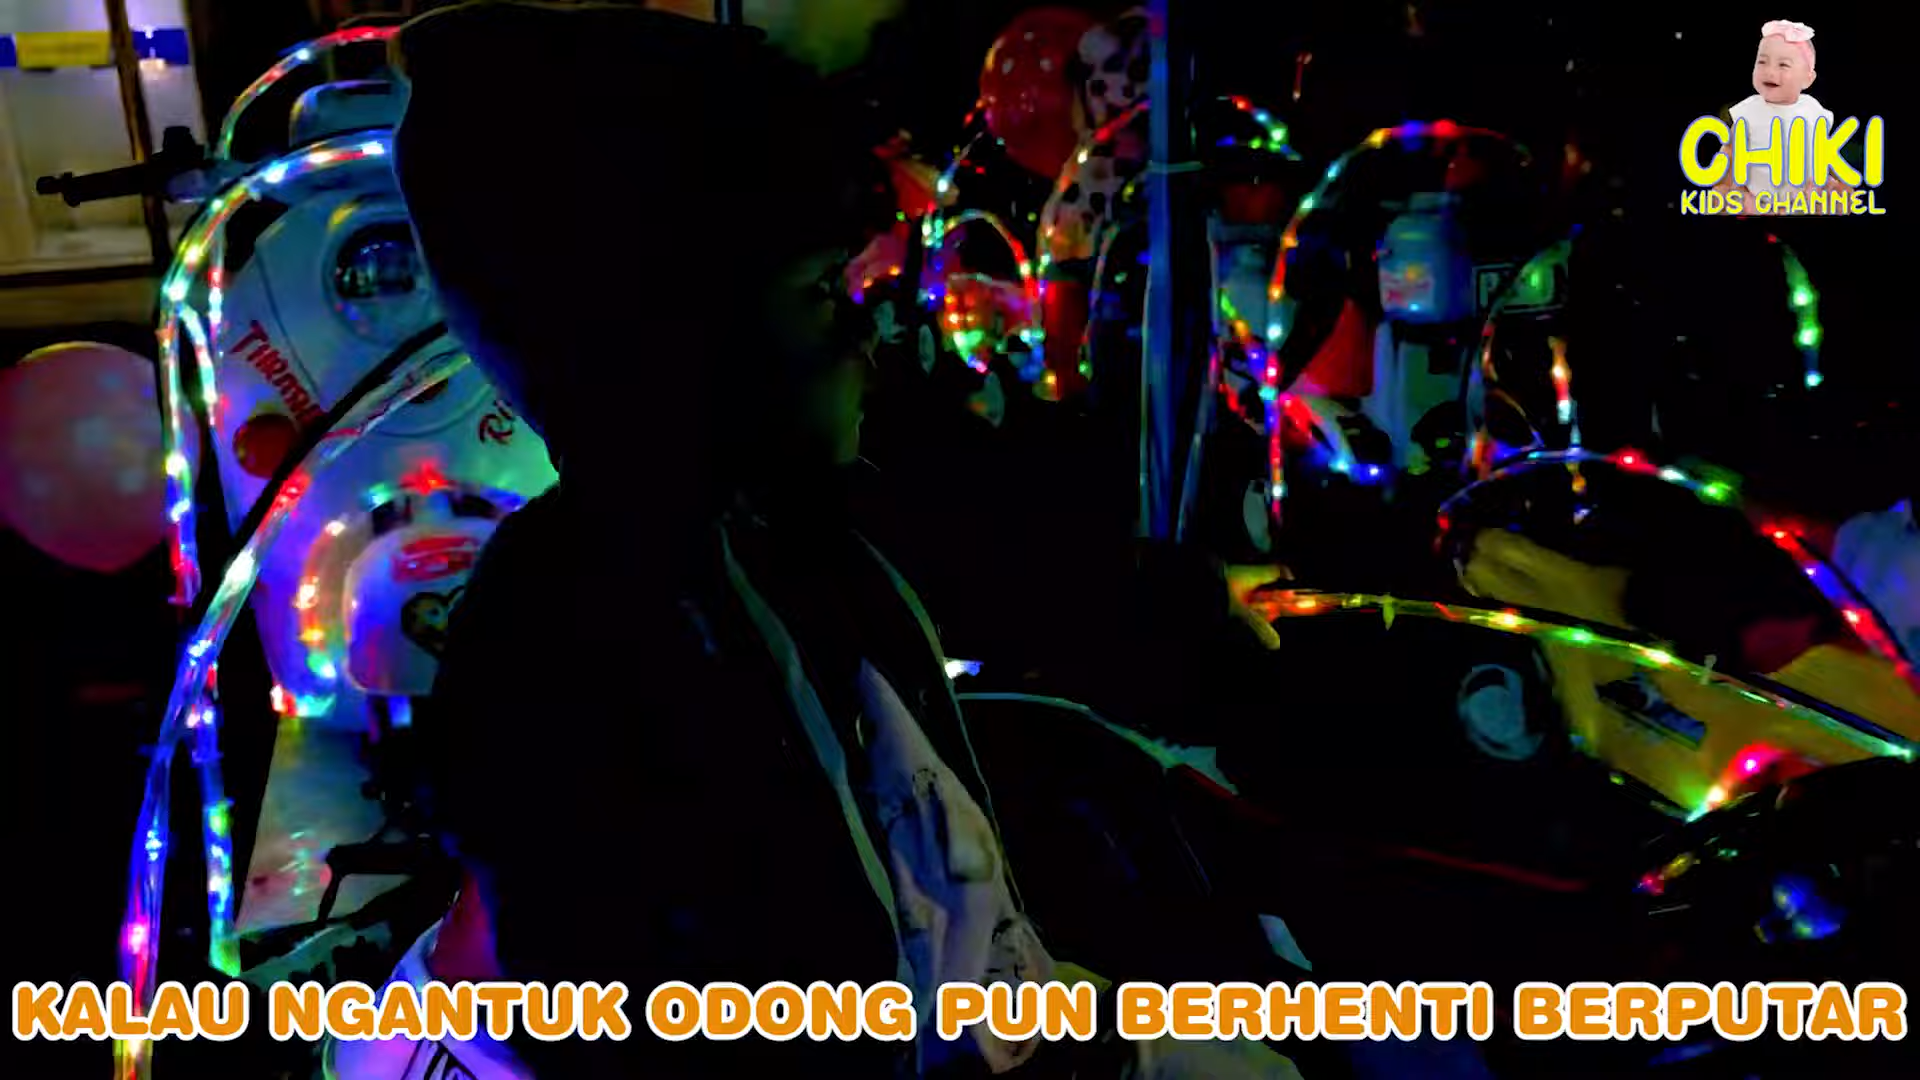 CHIKI
KIDS CHANNEL
KALAU NGANTUK ODONG PUN BERHENTI BERPUTAR